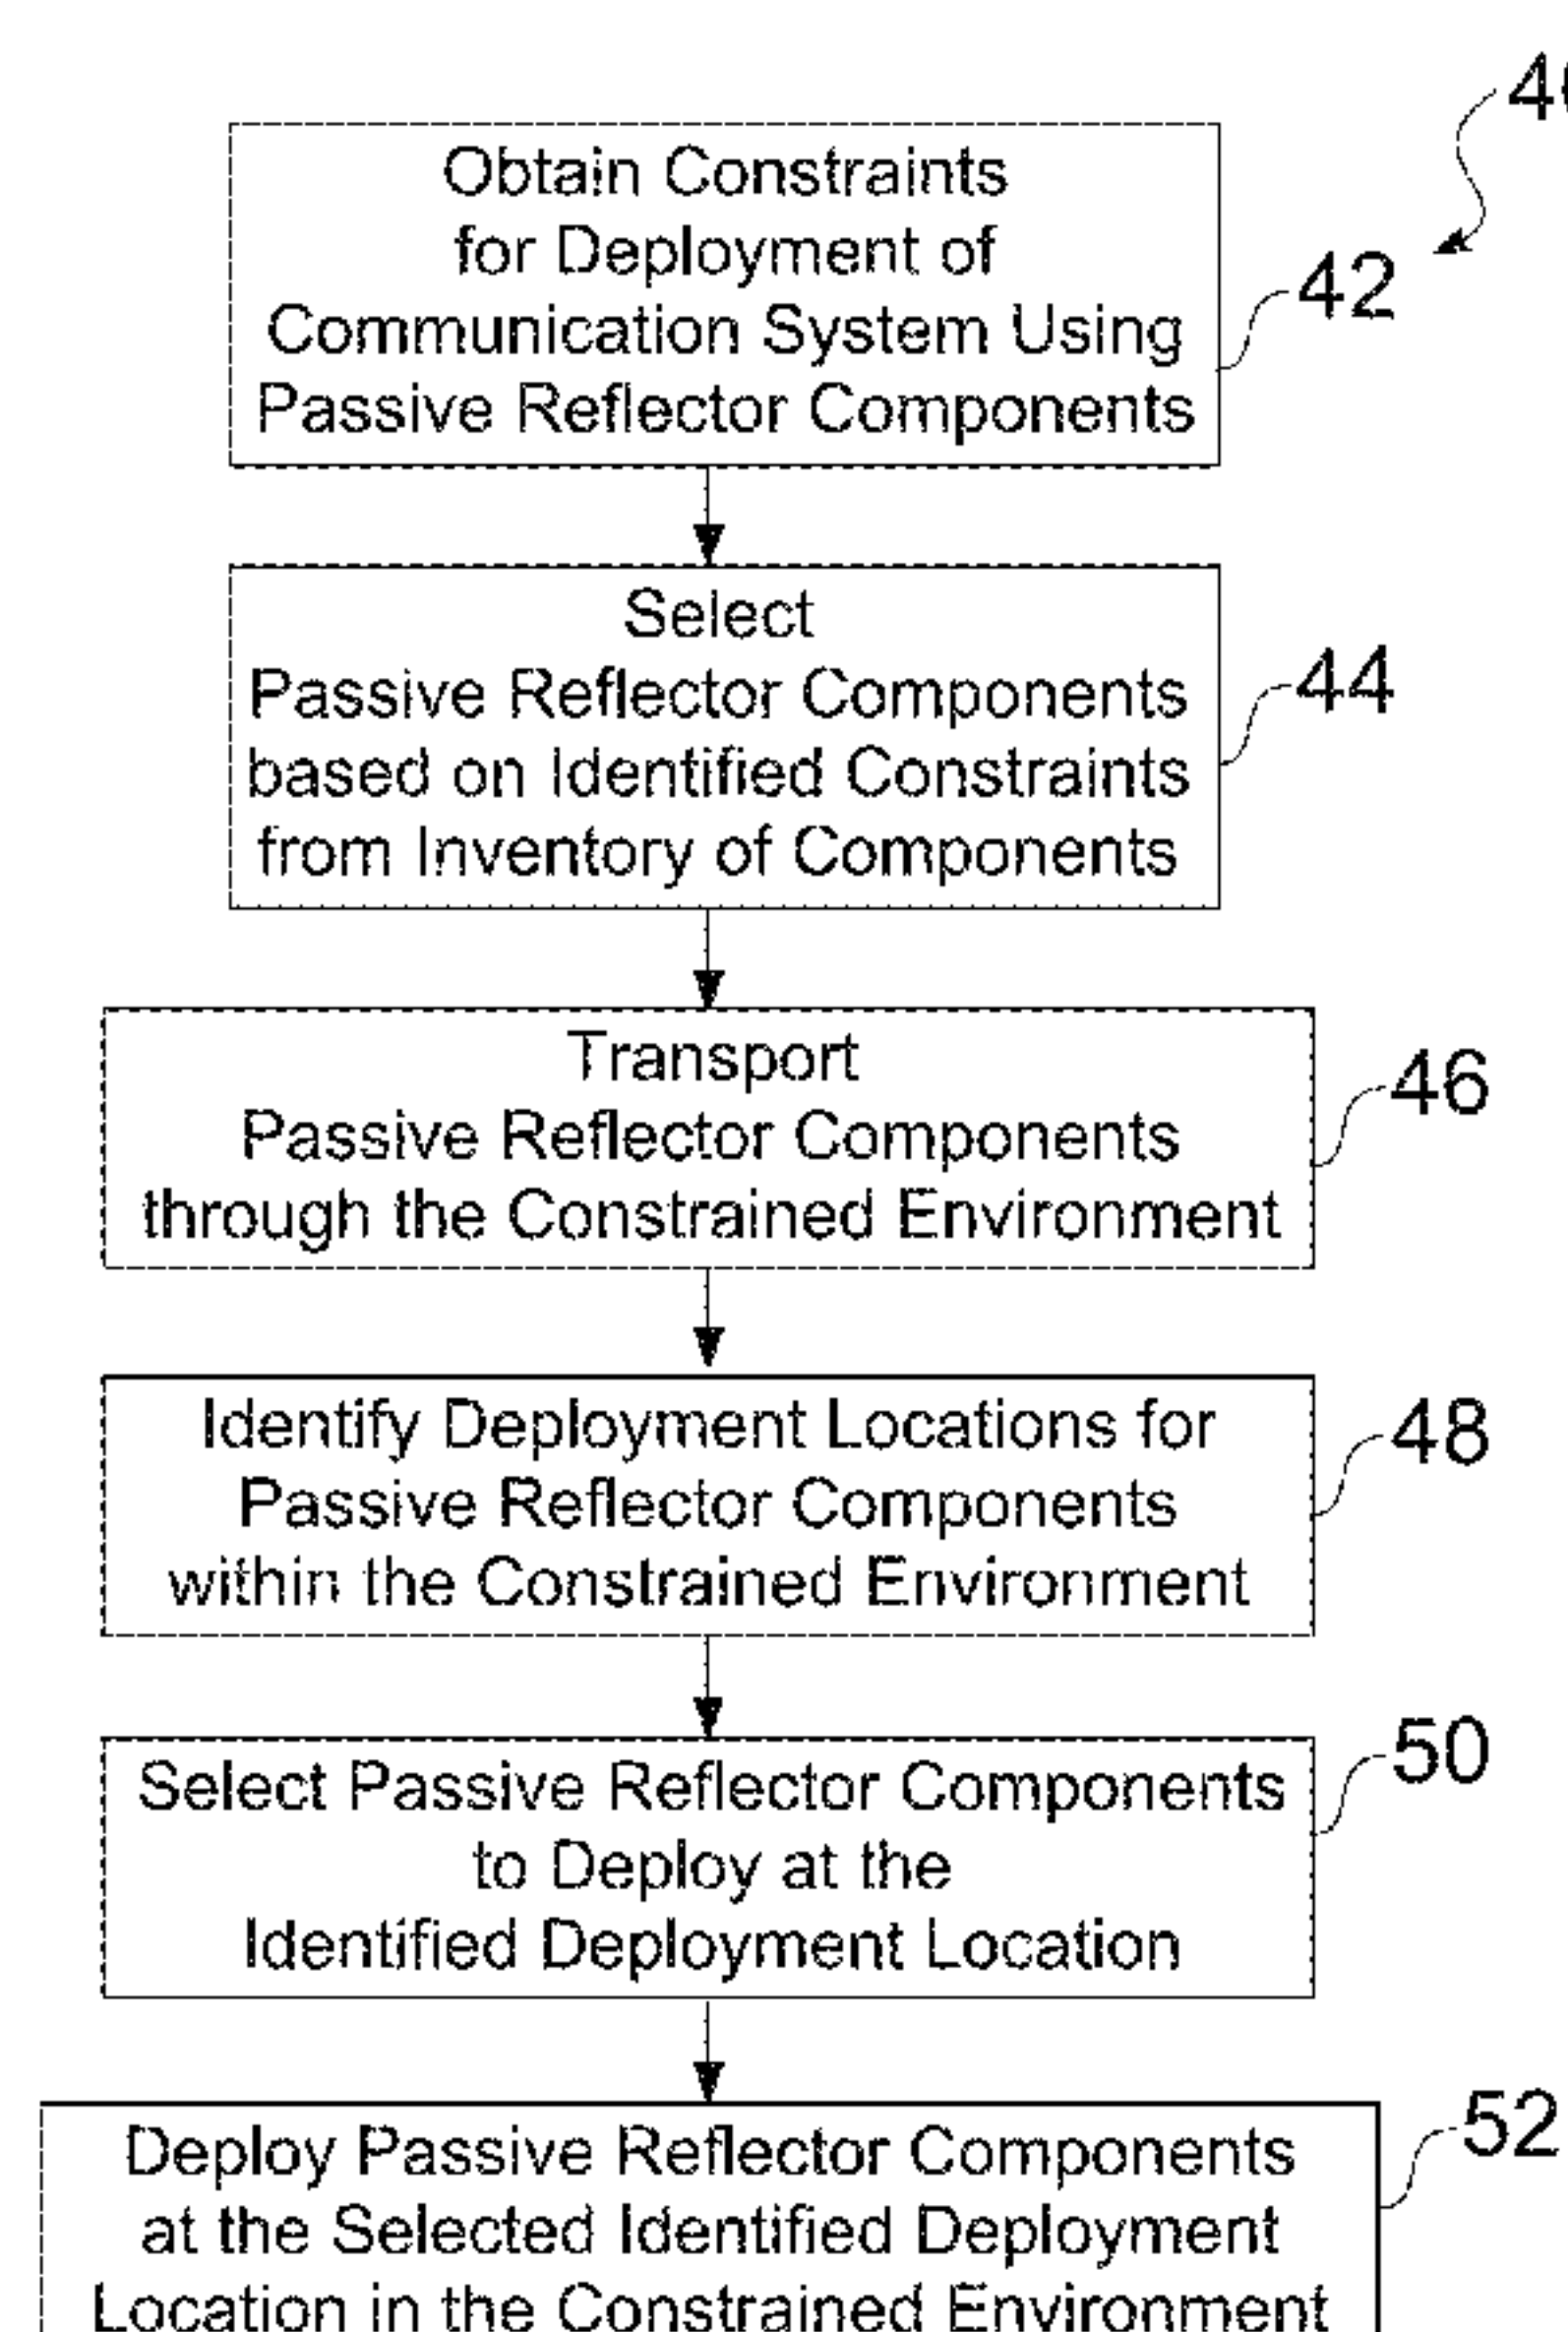 Obtain Constraints
for Deployment of
Communication System Using
Passive Reflector Components
42
Select
Passive Reflector Components
based on Identified Constraints
from Inventory of Components
44
Transport
Passive Reflector Components
through the Constrained Environment
46
Identify Deployment Locations for
Passive Reflector Components
within the Constrained Environment
48
Select Passive Reflector Components
to Deploy at the
Identified Deployment Location
50
Deploy Passive Reflector Components
at the Selected Identified Deployment
Location in the Constrained Environment
52